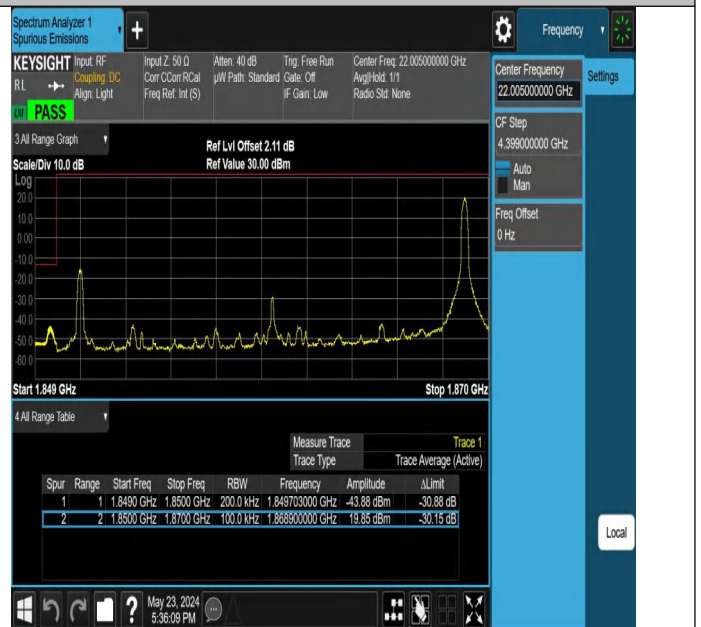 Spectrum Analyzer 1
Spurious Emissions
Frequency
KEYSIGHT Input: RF Input Z: 50 Ω Atten: 40 dB Trig: Free Run Center Freq: 22.005000000 GHz
RL Coupling: DC Corr CCorr RCal µW Path: Standard Gate: Off Avg|Hold: 1/1
Align: Light Freq Ref: Int (S) IF Gain: Low Radio Std: None
PASS
Center Frequency
22.005000000 GHz
Settings
CF Step
4.399000000 GHz
Auto
Man
Freq Offset
0 Hz
3 All Range Graph
Ref Lvl Offset 2.11 dB
Scale/Div 10.0 dB Ref Value 30.00 dBm
Log
20.0
10.0
0.00
-10.0
-20.0
-30.0
-40.0
-50.0
-60.0
Start 1.849 GHz Stop 1.870 GHz
4 All Range Table
Measure Trace Trace 1
Trace Type Trace Average (Active)
Spur Range Start Freq Stop Freq RBW Frequency Amplitude ΔLimit
1 1 1.8490 GHz 1.8500 GHz 200.0 kHz 1.849703000 GHz -43.88 dBm -30.88 dB
2 2 1.8500 GHz 1.8700 GHz 100.0 kHz 1.868900000 GHz 19.85 dBm -30.15 dB
Local
May 23, 2024
5:36:09 PM